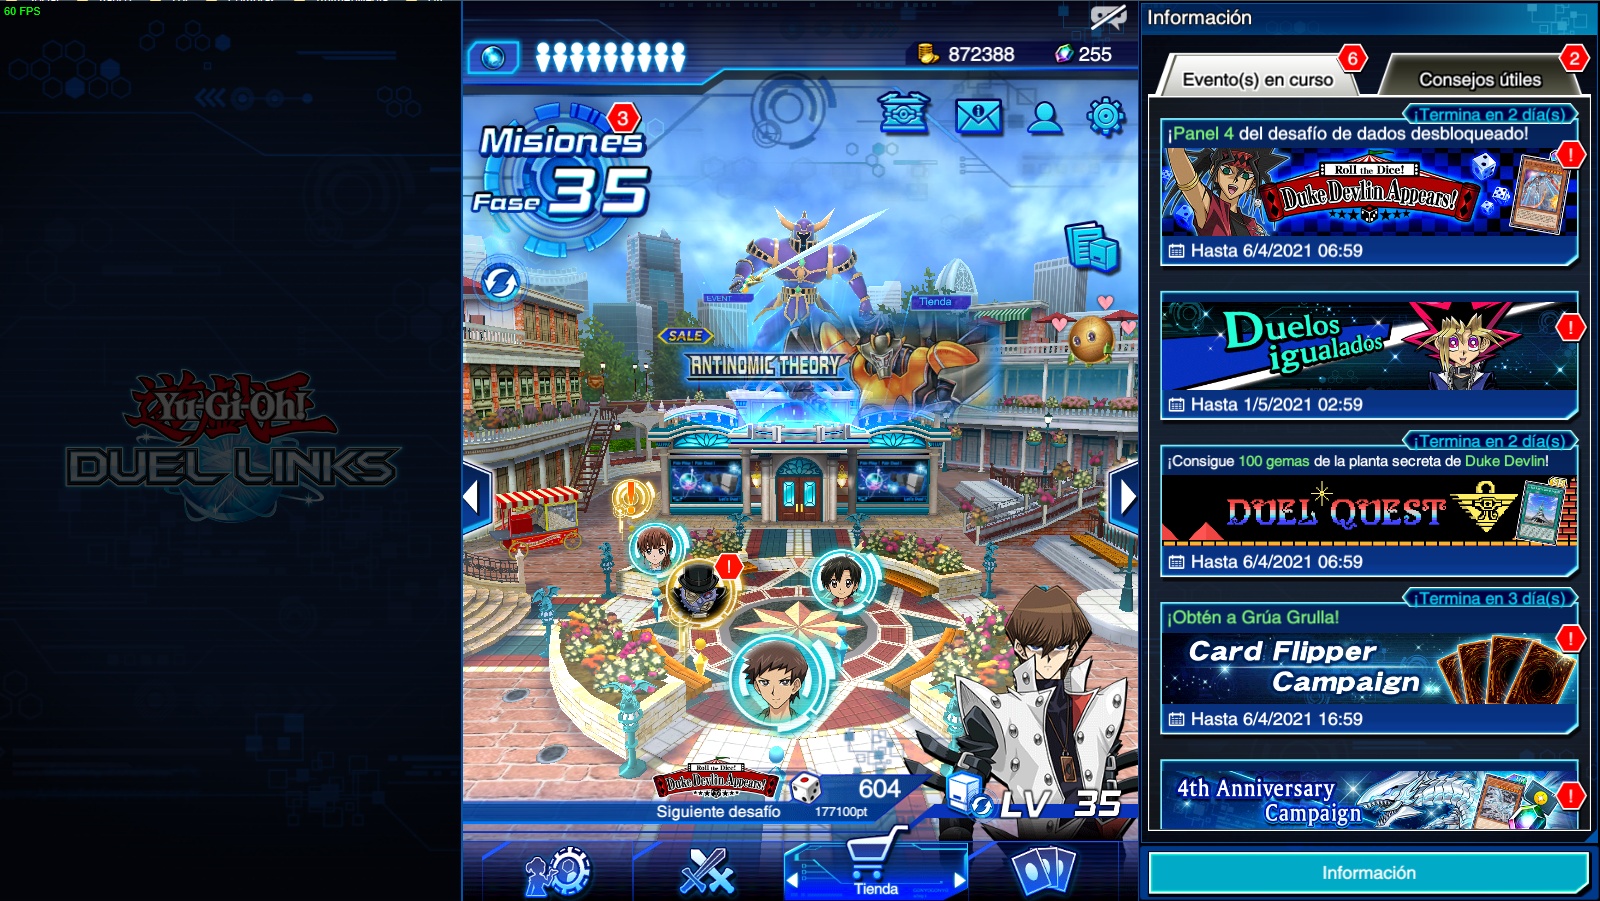 60 FPS
Yu-Gi-Oh!
DUEL LINKS
872388
255
3
Misiones
Fase 35
EVENT
Tienda
SALE
ANTINOMIC THEORY
!
!
Roll the Dice!
Duke Devlin Appears!
604
Siguiente desafío
177100pt
LV 35
Tienda
Información
Evento(s) en curso
6
Consejos útiles
2
¡Termina en 2 día(s)
¡Panel 4 del desafío de dados desbloqueado!
!
Roll the Dice!
Duke Devlin Appears!
Hasta 6/4/2021 06:59
Duelos
igualados
!
Hasta 1/5/2021 02:59
¡Termina en 2 día(s)
¡Consigue 100 gemas de la planta secreta de Duke Devlin!
DUEL QUEST
Hasta 6/4/2021 06:59
¡Termina en 3 día(s)
¡Obtén a Grúa Grulla!
!
Card Flipper
Campaign
Hasta 6/4/2021 16:59
4th Anniversary
Campaign
!
Información